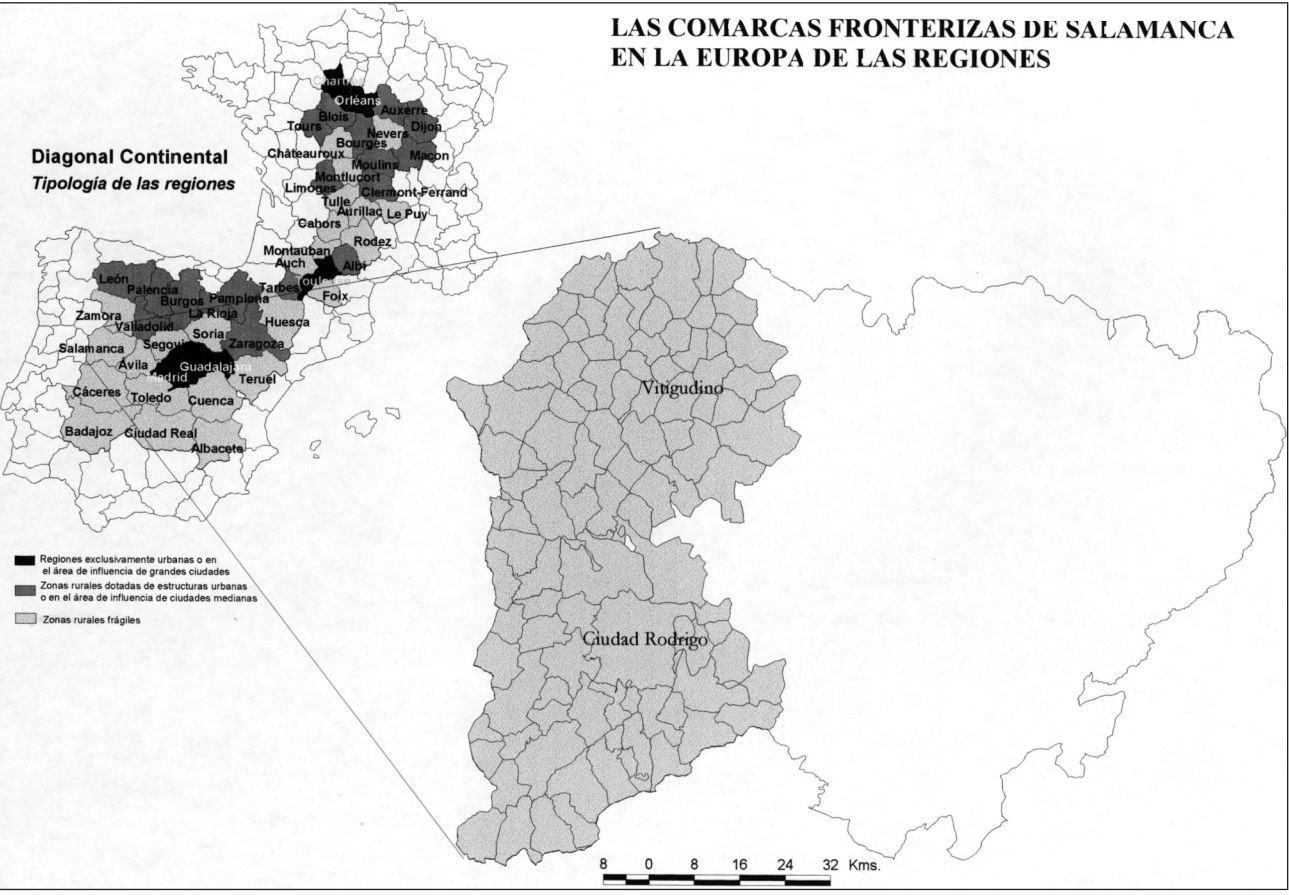 LAS COMARCAS FRONTERIZAS DE SALAMANCA
EN LA EUROPA DE LAS REGIONES
Diagonal Continental
Tipología de las regiones
Chartres
Orléans
Auxerre
Blois
Tours
Dijon
Nevers
Bourges
Châteauroux
Macon
Moulins
Montlucort
Limoges
Clermont-Ferrand
Tulle
Aurillac
Le Puy
Cahors
Rodez
Montauban
Auch
Albi
Tarbes
Foix
León
Palencia
Burgos
Pamplona
La Rioja
Huesca
Zamora
Valladolid
Soria
Segovia
Zaragoza
Salamanca
Ávila
Guadalajara
Madrid
Teruel
Cáceres
Toledo
Cuenca
Badajoz
Ciudad Real
Albacete
Vitigudino
Ciudad Rodrigo
Regiones exclusivamente urbanas o en
el área de influencia de grandes ciudades
Zonas rurales dotadas de estructuras urbanas
o en el área de influencia de ciudades medianas
Zonas rurales frágiles
8 0 8 16 24 32 Kms.